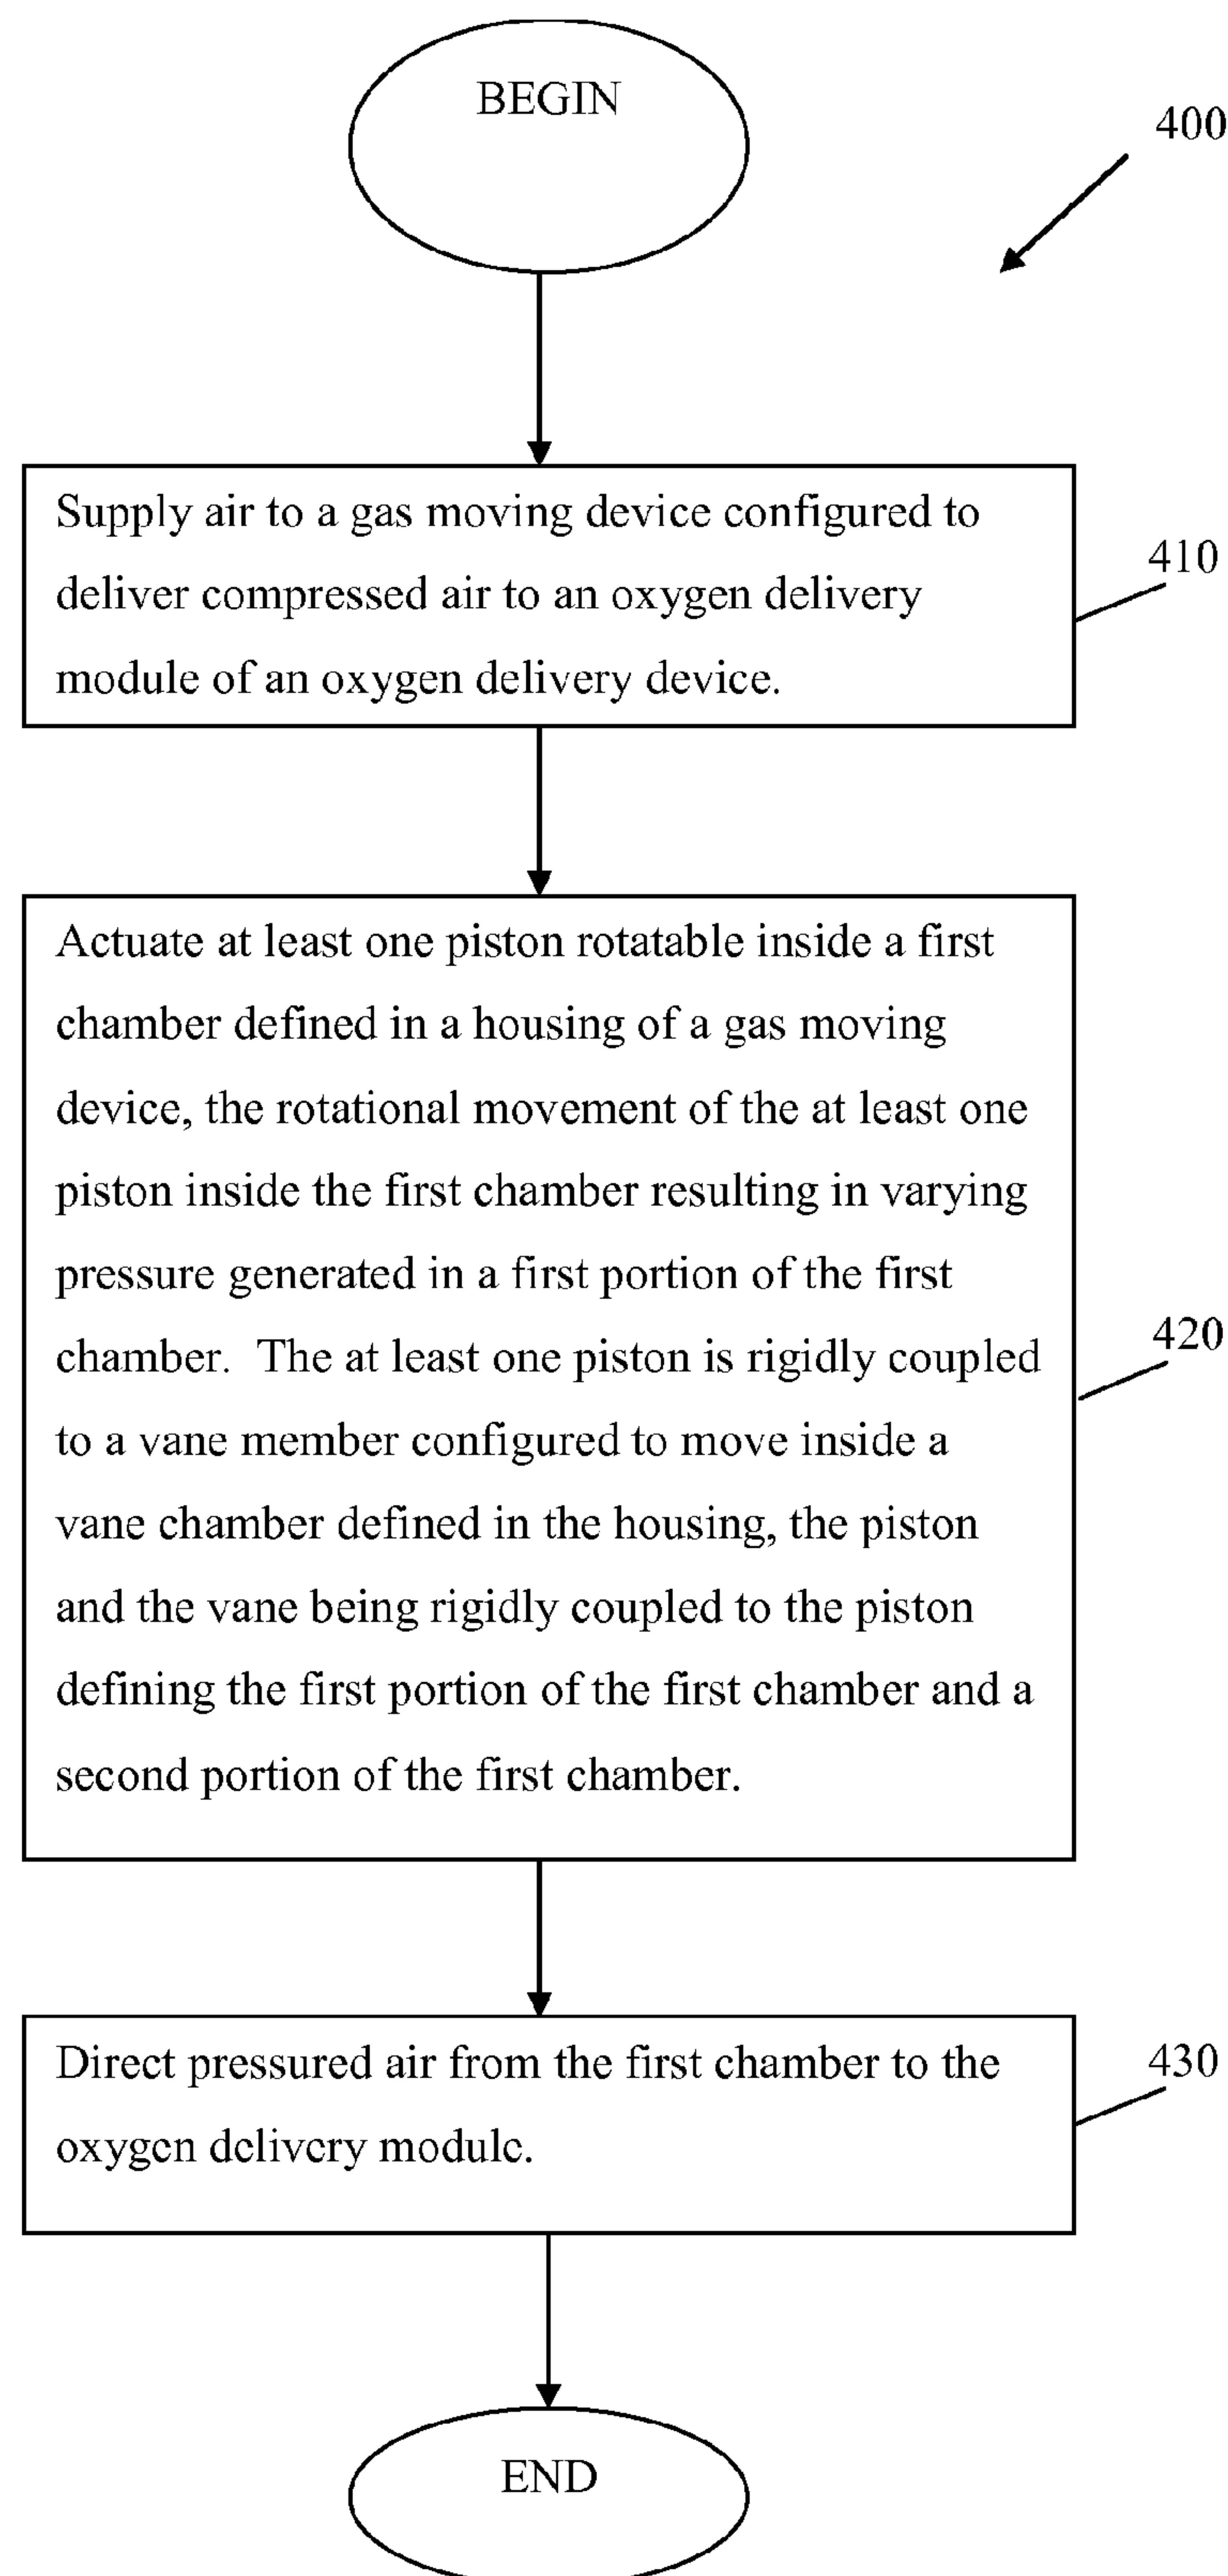 BEGIN
400
Supply air to a gas moving device configured to
deliver compressed air to an oxygen delivery
module of an oxygen delivery device.
410
Actuate at least one piston rotatable inside a first
chamber defined in a housing of a gas moving
device, the rotational movement of the at least one
piston inside the first chamber resulting in varying
pressure generated in a first portion of the first
chamber.  The at least one piston is rigidly coupled
to a vane member configured to move inside a
vane chamber defined in the housing, the piston
and the vane being rigidly coupled to the piston
defining the first portion of the first chamber and a
second portion of the first chamber.
420
Direct pressured air from the first chamber to the
oxygen delivery module.
430
END